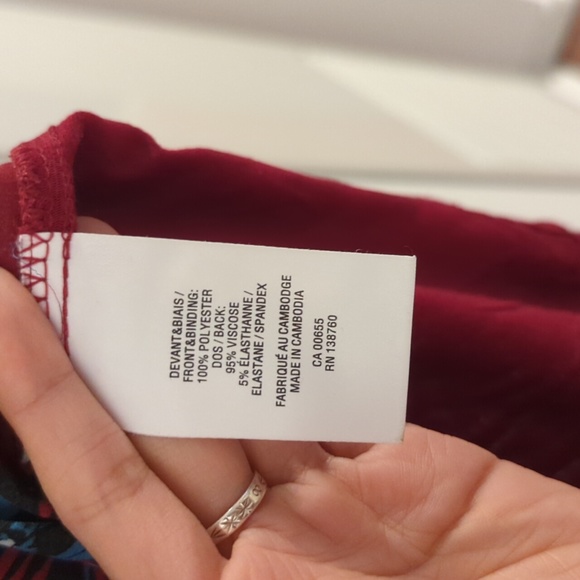 DEVANT&BIAIS /
FRONT&BINDING:
100% POLYESTER
DOS / BACK:
95% VISCOSE
5% ÉLASTHANNE /
ELASTANE / SPANDEX
FABRIQUÉ AU CAMBODGE
MADE IN CAMBODIA
CA 00655
RN 138760